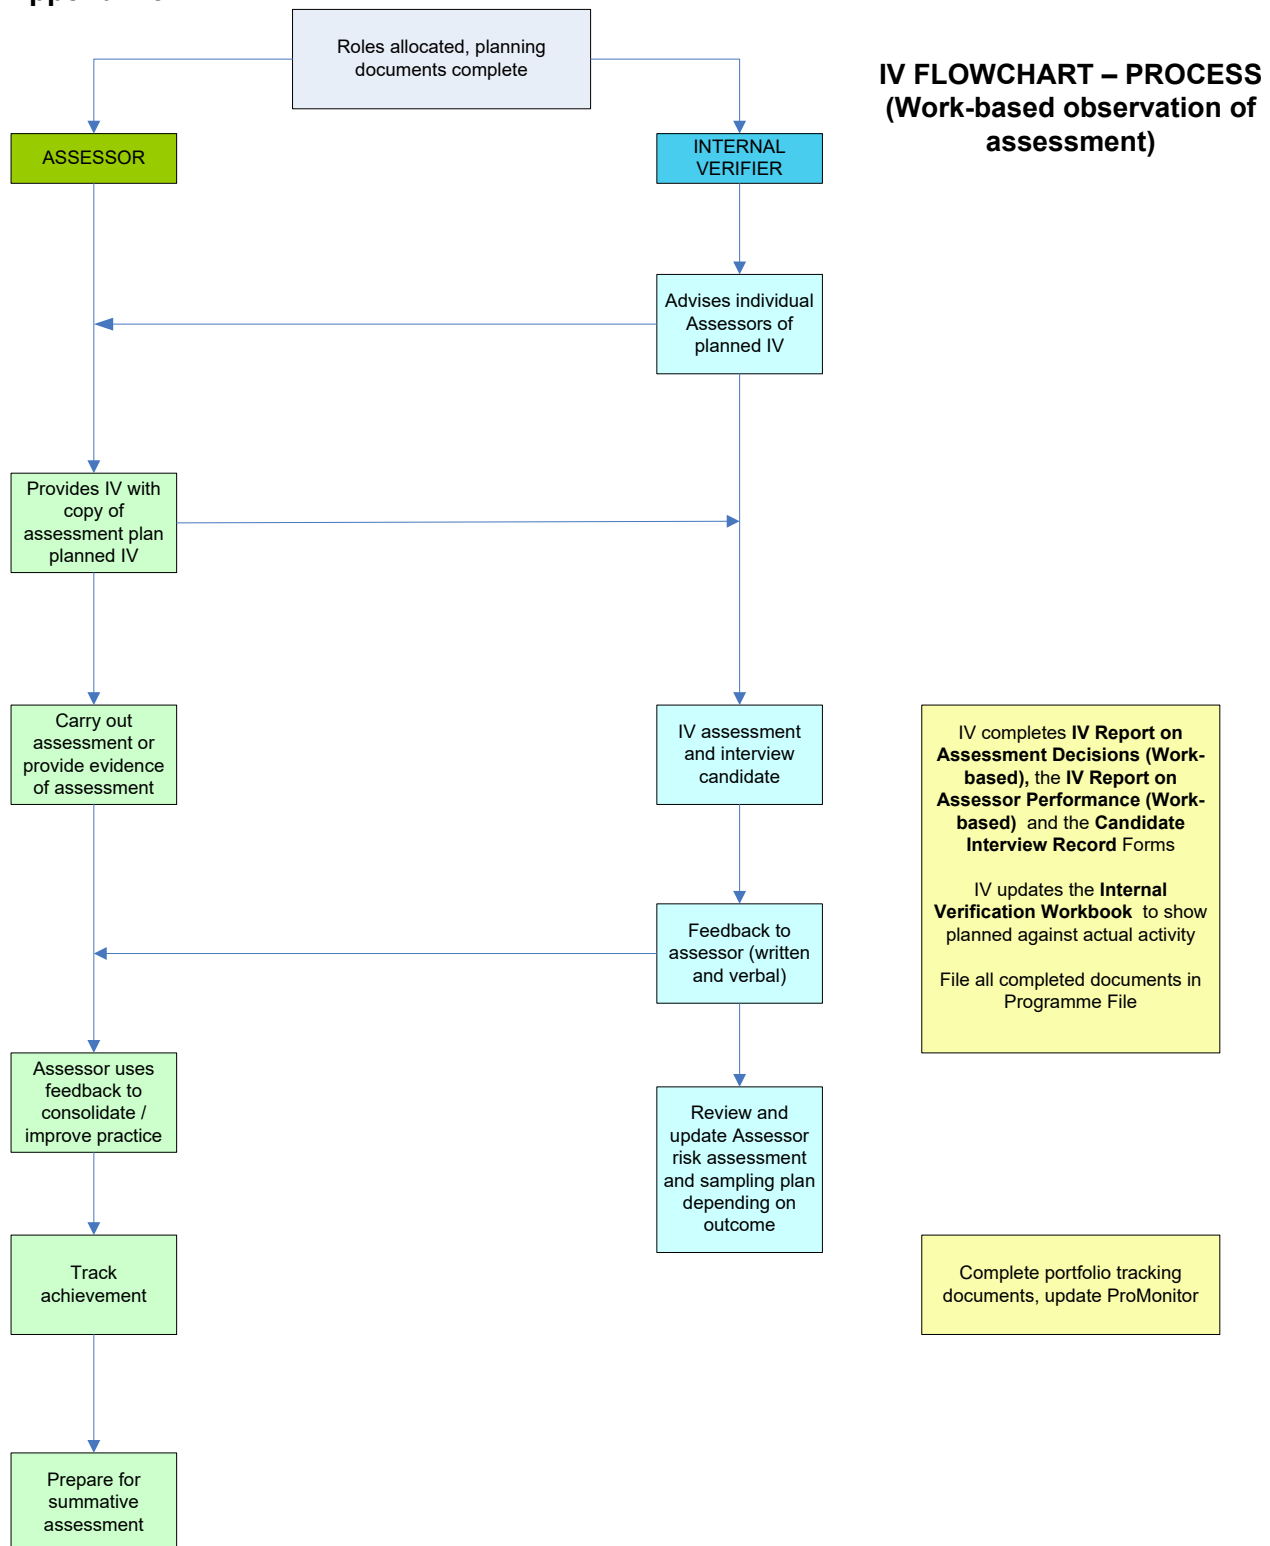 Roles allocated, planning
documents complete
IV FLOWCHART – PROCESS
(Work-based observation of
assessment)
ASSESSOR
INTERNAL
VERIFIER
Advises individual
Assessors of
planned IV
Provides IV with
copy of
assessment plan
planned IV
Carry out
assessment or
provide evidence
of assessment
IV assessment
and interview
candidate
IV completes IV Report on
Assessment Decisions (Work-
based), the IV Report on
Assessor Performance (Work-
based) and the Candidate
Interview Record Forms
IV updates the Internal
Verification Workbook to show
planned against actual activity
File all completed documents in
Programme File
Feedback to
assessor (written
and verbal)
Assessor uses
feedback to
consolidate /
improve practice
Review and
update Assessor
risk assessment
and sampling plan
depending on
outcome
Track
achievement
Complete portfolio tracking
documents, update ProMonitor
Prepare for
summative
assessment